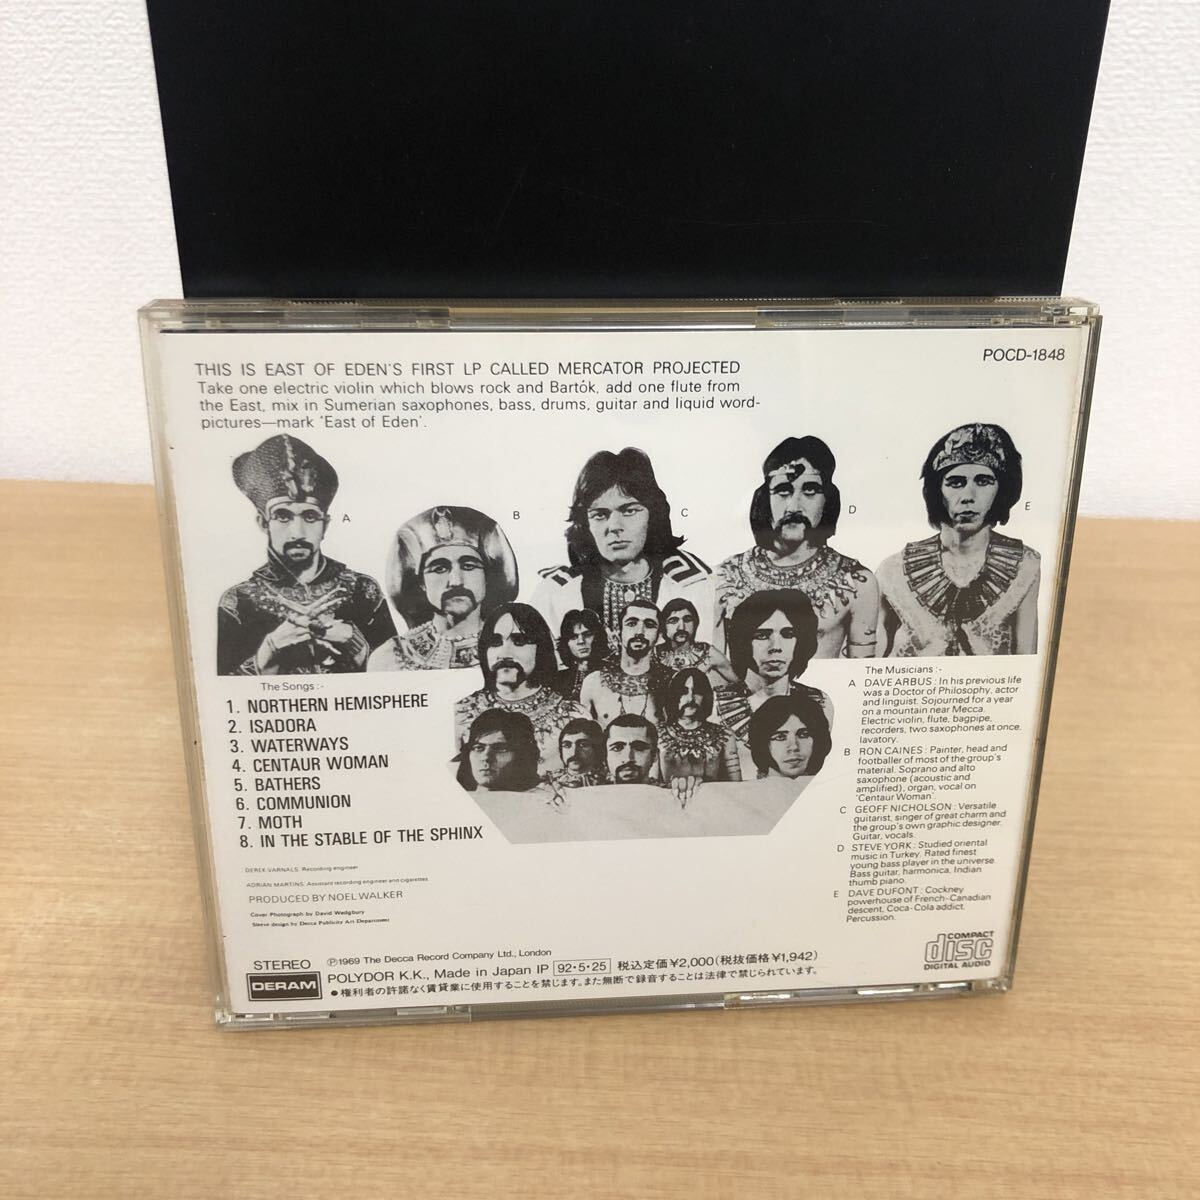 POCD-1848
THIS IS EAST OF EDEN'S FIRST LP CALLED MERCATOR PROJECTED
Take one electric violin which blows rock and Bartók, add one flute from
the East, mix in Sumerian saxophones, bass, drums, guitar and liquid word-
pictures—mark 'East of Eden'.
A
B
C
D
E
The Songs :-
1. NORTHERN HEMISPHERE
2. ISADORA
3. WATERWAYS
4. CENTAUR WOMAN
5. BATHERS
6. COMMUNION
7. MOTH
8. IN THE STABLE OF THE SPHINX
DEREK VARNALS: Recording engineer
ADRIAN MARTINS: Assistant recording engineer and cigarettes
PRODUCED BY NOEL WALKER
Cover Photograph by David Wedgbury
Sleeve design by Decca Publicity Art Department
The Musicians :-
A DAVE ARBUS : In his previous life
was a Doctor of Philosophy, actor
and linguist. Sojourned for a year
on a mountain near Mecca.
Electric violin, flute, bagpipe,
recorders, two saxophones at once.
lavatory.
B RON CAINES : Painter, head and
footballer of most of the group's
material. Soprano and alto
saxophone (acoustic and
amplified), organ, vocal on
'Centaur Woman'.
C GEOFF NICHOLSON : Versatile
guitarist, singer of great charm and
the group's own graphic designer.
Guitar, vocals.
D STEVE YORK : Studied oriental
music in Turkey. Rated finest
young bass player in the universe.
Bass guitar, harmonica, Indian
thumb piano.
E DAVE DUFONT : Cockney
powerhouse of French-Canadian
descent, Coca-Cola addict.
Percussion.
COMPACT
disc
DIGITAL AUDIO
STEREO
DERAM
Ⓟ1969 The Decca Record Company Ltd., London
POLYDOR K.K., Made in Japan IP 92・5・25 税込定価¥2,000(税抜価格¥1,942)
●権利者の許諾なく賃貸業に使用することを禁じます。また無断で録音することは法律で禁じられています。